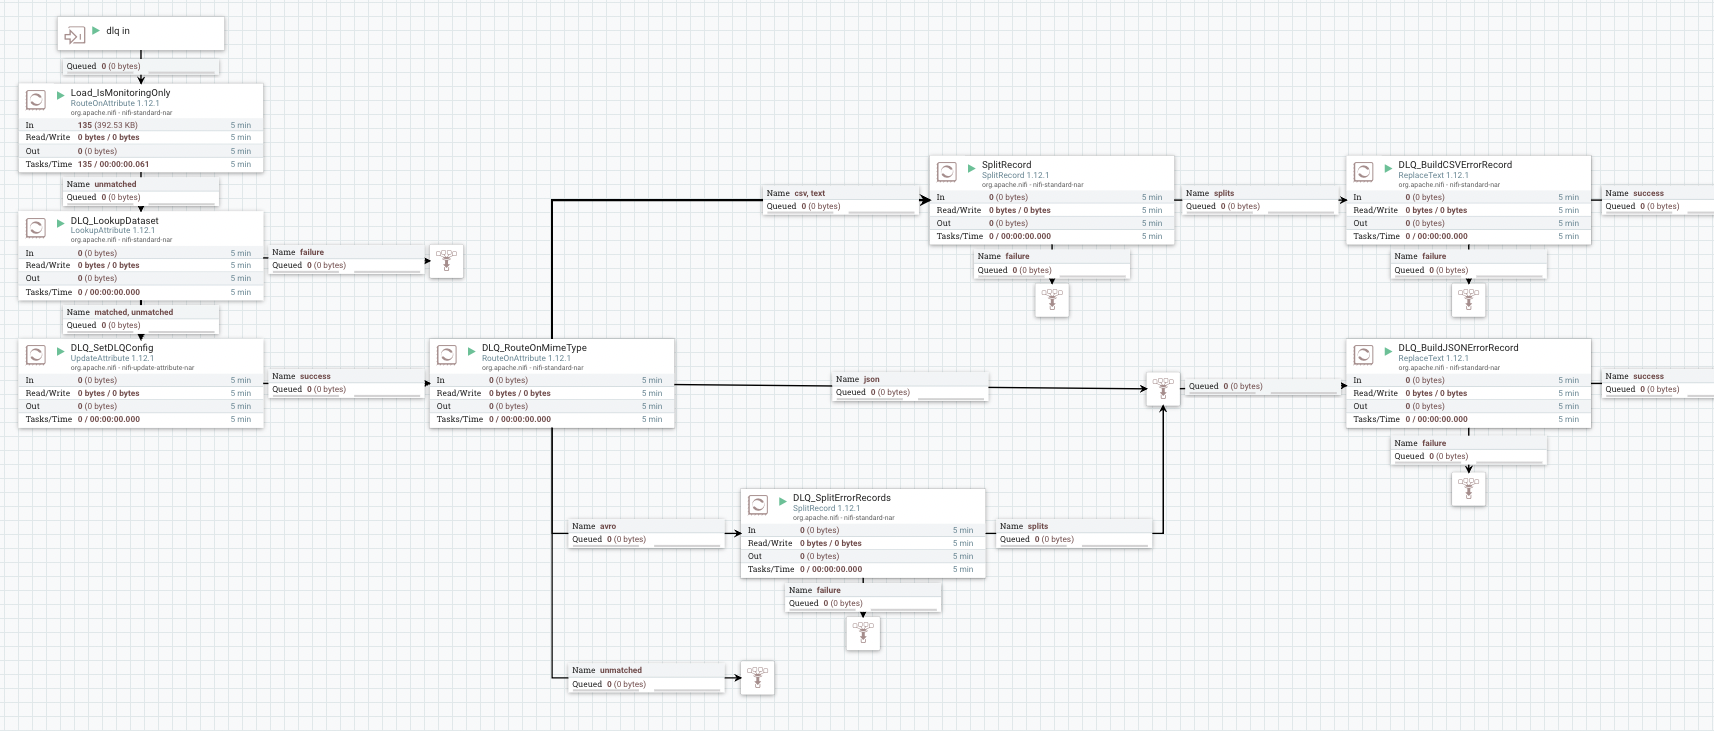 dlq in
Queued 0 (0 bytes)
Load_IsMonitoringOnly
RouteOnAttribute 1.12.1
org.apache.nifi - nifi-standard-nar
In 135 (392.53 KB) 5 min
Read/Write 0 bytes / 0 bytes 5 min
Out 0 (0 bytes) 5 min
Tasks/Time 135 / 00:00:00.061 5 min
Name unmatched
Queued 0 (0 bytes)
DLQ_LookupDataset
LookupAttribute 1.12.1
org.apache.nifi - nifi-standard-nar
In 0 (0 bytes) 5 min
Read/Write 0 bytes / 0 bytes 5 min
Out 0 (0 bytes) 5 min
Tasks/Time 0 / 00:00:00.000 5 min
Name failure
Queued 0 (0 bytes)
Name matched, unmatched
Queued 0 (0 bytes)
DLQ_SetDLQConfig
UpdateAttribute 1.12.1
org.apache.nifi - nifi-update-attribute-nar
In 0 (0 bytes) 5 min
Read/Write 0 bytes / 0 bytes 5 min
Out 0 (0 bytes) 5 min
Tasks/Time 0 / 00:00:00.000 5 min
Name success
Queued 0 (0 bytes)
DLQ_RouteOnMimeType
RouteOnAttribute 1.12.1
org.apache.nifi - nifi-standard-nar
In 0 (0 bytes) 5 min
Read/Write 0 bytes / 0 bytes 5 min
Out 0 (0 bytes) 5 min
Tasks/Time 0 / 00:00:00.000 5 min
Name csv, text
Queued 0 (0 bytes)
SplitRecord
SplitRecord 1.12.1
org.apache.nifi - nifi-standard-nar
In 0 (0 bytes) 5 min
Read/Write 0 bytes / 0 bytes 5 min
Out 0 (0 bytes) 5 min
Tasks/Time 0 / 00:00:00.000 5 min
Name failure
Queued 0 (0 bytes)
Name splits
Queued 0 (0 bytes)
DLQ_BuildCSVErrorRecord
ReplaceText 1.12.1
org.apache.nifi - nifi-standard-nar
In 0 (0 bytes) 5 min
Read/Write 0 bytes / 0 bytes 5 min
Out 0 (0 bytes) 5 min
Tasks/Time 0 / 00:00:00.000 5 min
Name success
Queued 0 (0 bytes)
Name failure
Queued 0 (0 bytes)
Name json
Queued 0 (0 bytes)
Queued 0 (0 bytes)
DLQ_BuildJSONErrorRecord
ReplaceText 1.12.1
org.apache.nifi - nifi-standard-nar
In 0 (0 bytes) 5 min
Read/Write 0 bytes / 0 bytes 5 min
Out 0 (0 bytes) 5 min
Tasks/Time 0 / 00:00:00.000 5 min
Name success
Queued 0 (0 bytes)
Name failure
Queued 0 (0 bytes)
Name avro
Queued 0 (0 bytes)
DLQ_SplitErrorRecords
SplitRecord 1.12.1
org.apache.nifi - nifi-standard-nar
In 0 (0 bytes) 5 min
Read/Write 0 bytes / 0 bytes 5 min
Out 0 (0 bytes) 5 min
Tasks/Time 0 / 00:00:00.000 5 min
Name splits
Queued 0 (0 bytes)
Name failure
Queued 0 (0 bytes)
Name unmatched
Queued 0 (0 bytes)